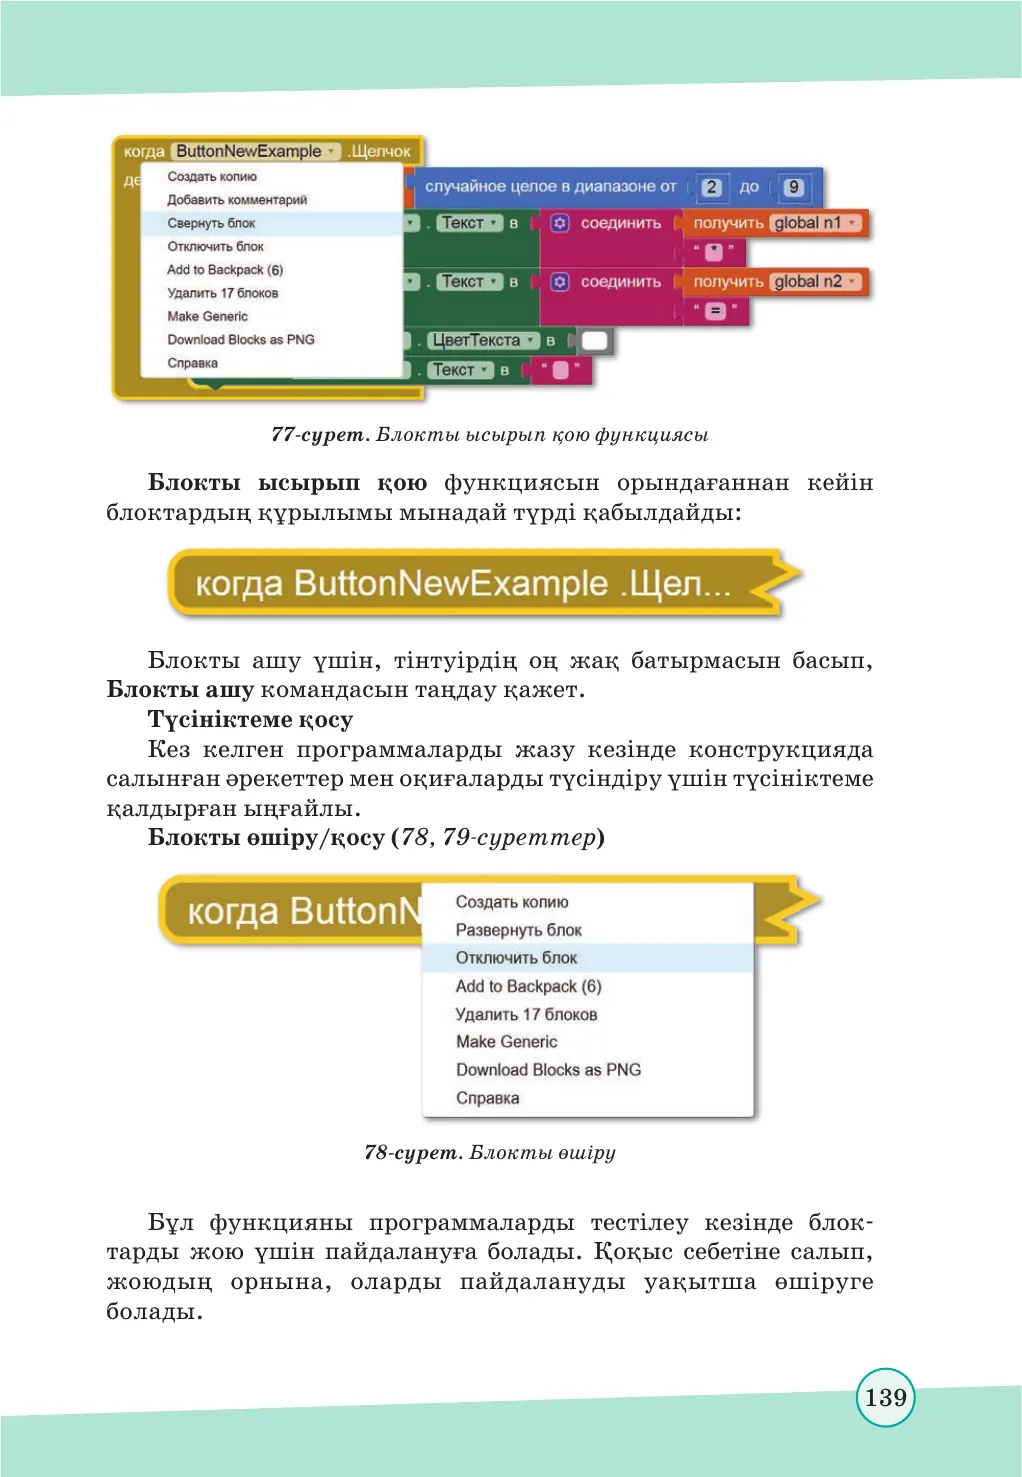 когда ButtonNewExample .Щелчок
де
Создать копию
Добавить комментарий
Свернуть блок
Отключить блок
Add to Backpack (6)
Удалить 17 блоков
Make Generic
Download Blocks as PNG
Справка
случайное целое в диапазоне от 2 до 9
. Текст в соединить получить global n1
" * "
. Текст в соединить получить global n2
" = "
. ЦветТекста в
. Текст в " "
77-сурет. Блокты ысырып қою функциясы
Блокты ысырып қою функциясын орындағаннан кейін
блоктардың құрылымы мынадай түрді қабылдайды:
когда ButtonNewExample .Щел...
Блокты ашу үшін, тінтуірдің оң жақ батырмасын басып,
Блокты ашу командасын таңдау қажет.
Түсініктеме қосу
Кез келген программаларды жазу кезінде конструкцияда
салынған әрекеттер мен оқиғаларды түсіндіру үшін түсініктеме
қалдырған ыңғайлы.
Блокты өшіру/қосу (78, 79-суреттер)
когда ButtonN
Создать копию
Развернуть блок
Отключить блок
Add to Backpack (6)
Удалить 17 блоков
Make Generic
Download Blocks as PNG
Справка
78-сурет. Блокты өшіру
Бұл функцияны программаларды тестілеу кезінде блок-
тарды жою үшін пайдалануға болады. Қоқыс себетіне салып,
жоюдың орнына, оларды пайдалануды уақытша өшіруге
болады.
139